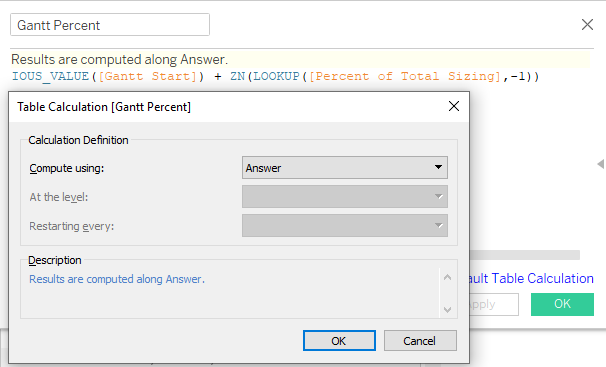 Gantt Percent
Results are computed along Answer.
IOUS_VALUE([Gantt Start]) + ZN(LOOKUP([Percent of Total Sizing],-1))
Table Calculation [Gantt Percent]
Calculation Definition
Compute using: Answer
At the level:
Restarting every:
Description
Results are computed along Answer.
OK Cancel
ault Table Calculation
pply OK